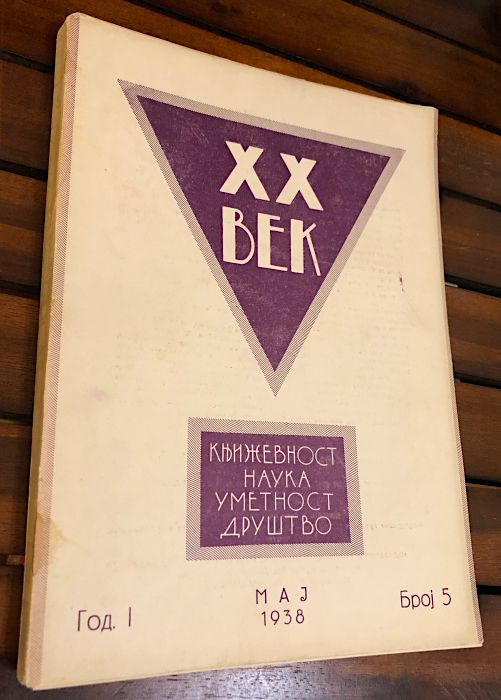 XX
ВЕК
КЊИЖЕВНОСТ
НАУКА
УМЕТНОСТ
ДРУШТВО
Год. I
МАЈ
1938
Број 5